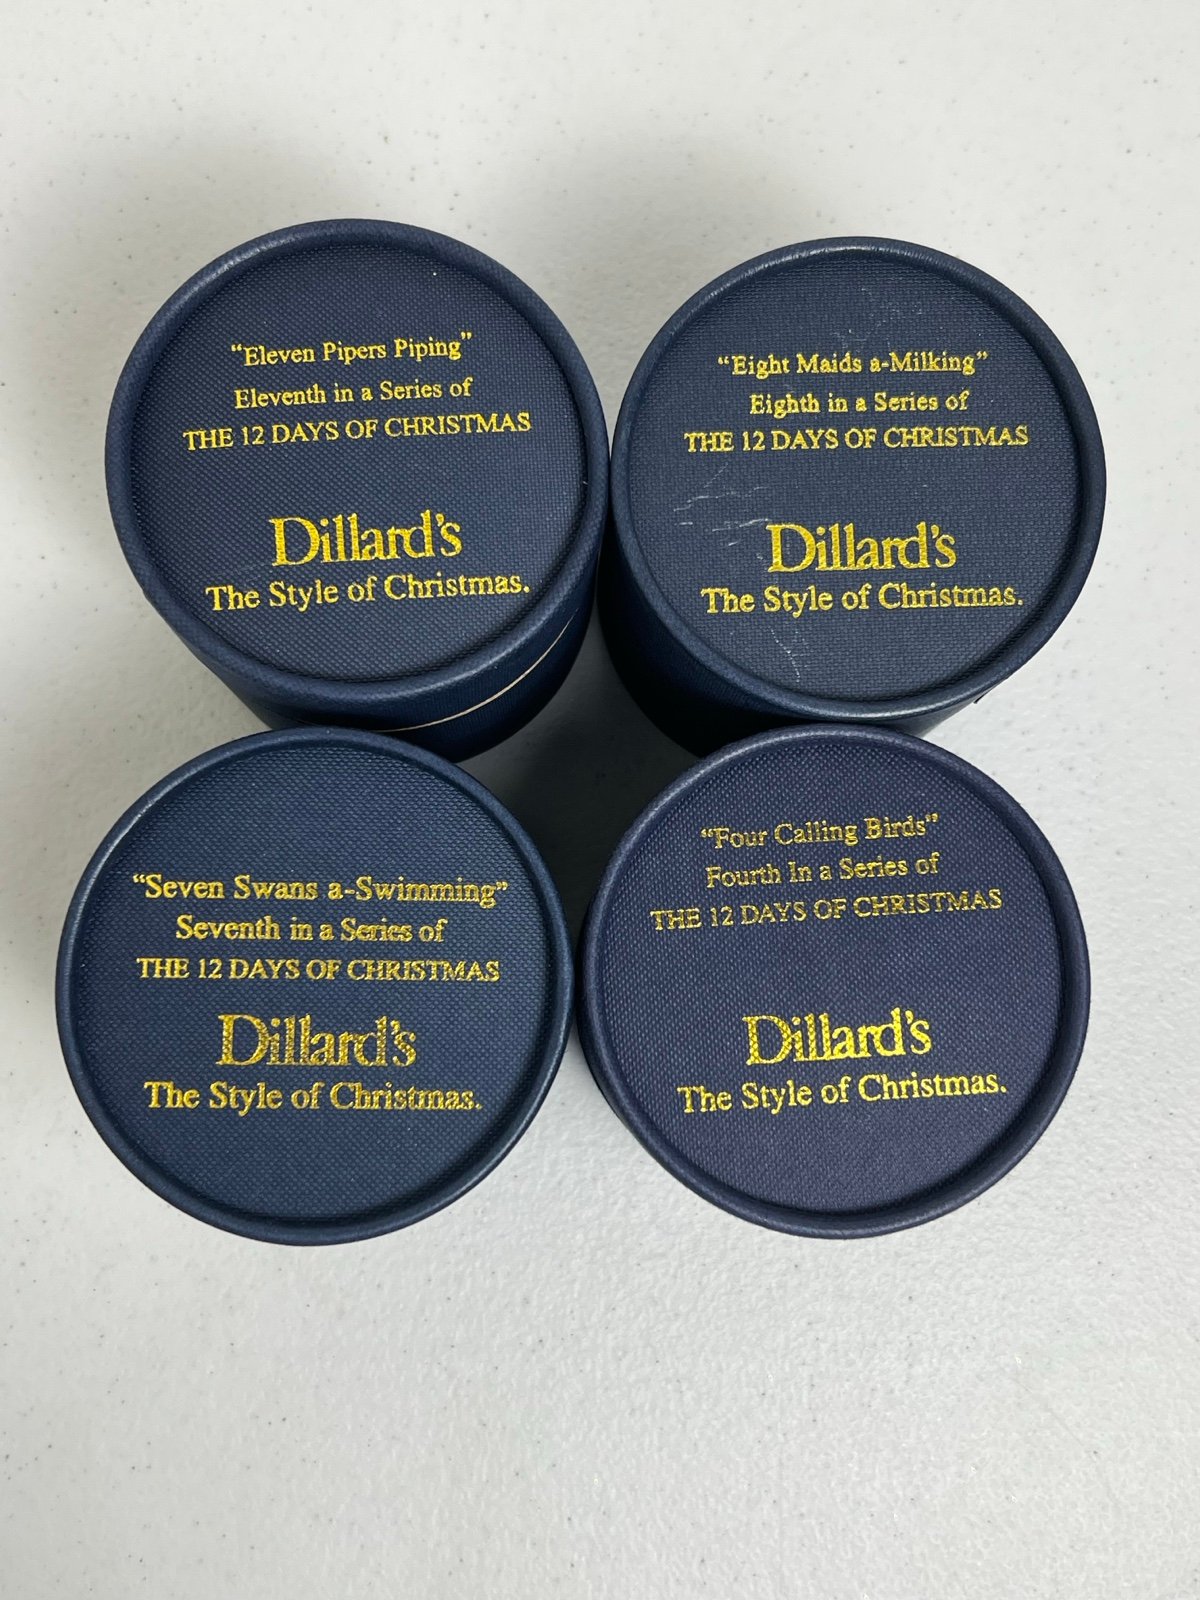 “Eleven Pipers Piping”
Eleventh in a Series of
THE 12 DAYS OF CHRISTMAS
Dillard's
The Style of Christmas.
“Eight Maids a-Milking”
Eighth in a Series of
THE 12 DAYS OF CHRISTMAS
Dillard's
The Style of Christmas.
“Seven Swans a-Swimming”
Seventh in a Series of
THE 12 DAYS OF CHRISTMAS
Dillard's
The Style of Christmas.
“Four Calling Birds”
Fourth In a Series of
THE 12 DAYS OF CHRISTMAS
Dillard's
The Style of Christmas.